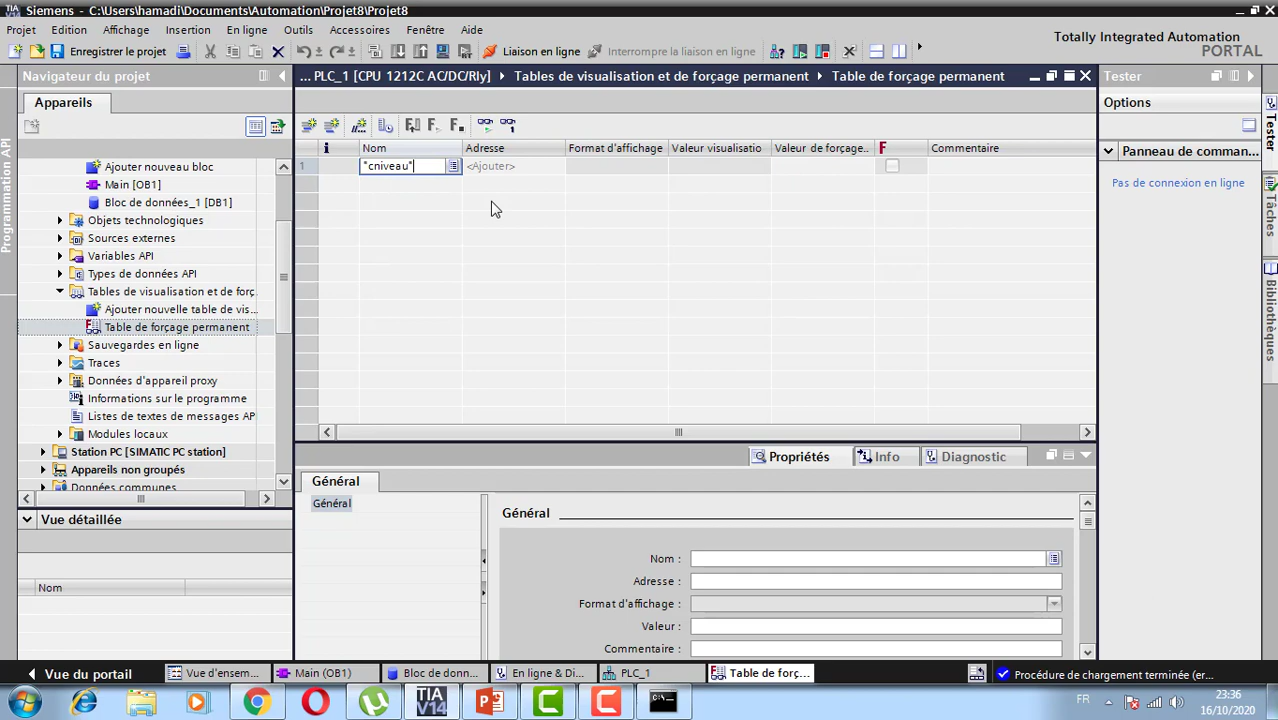 Siemens - C:\Users\hamadi\Documents\Automation\Projet8\Projet8
Projet Edition Affichage Insertion En ligne Outils Accessoires Fenêtre Aide
Totally Integrated Automation
PORTAL
Enregistrer le projet Liaison en ligne Interrompre la liaison en ligne
Navigateur du projet
... PLC_1 [CPU 1212C AC/DC/Rly] Tables de visualisation et de forçage permanent Table de forçage permanent
Tester
Appareils
Options
Programmation API
i Nom Adresse Format d'affichage Valeur visualisatio Valeur de forçage.. F Commentaire
1 "cniveau" <Ajouter>
Panneau de comman...
Pas de connexion en ligne
Tester
Tâches
Bibliothèques
Ajouter nouveau bloc
Main [OB1]
Bloc de données_1 [DB1]
Objets technologiques
Sources externes
Variables API
Types de données API
Tables de visualisation et de forç.
Ajouter nouvelle table de vis...
Table de forçage permanent
Sauvegardes en ligne
Traces
Données d'appareil proxy
Informations sur le programme
Listes de textes de messages API
Modules locaux
Station PC [SIMATIC PC station]
Appareils non groupés
Données communes
Vue détaillée
Nom
Propriétés Info Diagnostic
Général
Général
Général
Nom :
Adresse :
Format d'affichage :
Valeur :
Commentaire :
Vue du portail Vue d'ensem... Main (OB1) Bloc de donn... En ligne & Di... PLC_1 Table de forç... Procédure de chargement terminée (er...
TIA V14
FR
23:36
16/10/2020